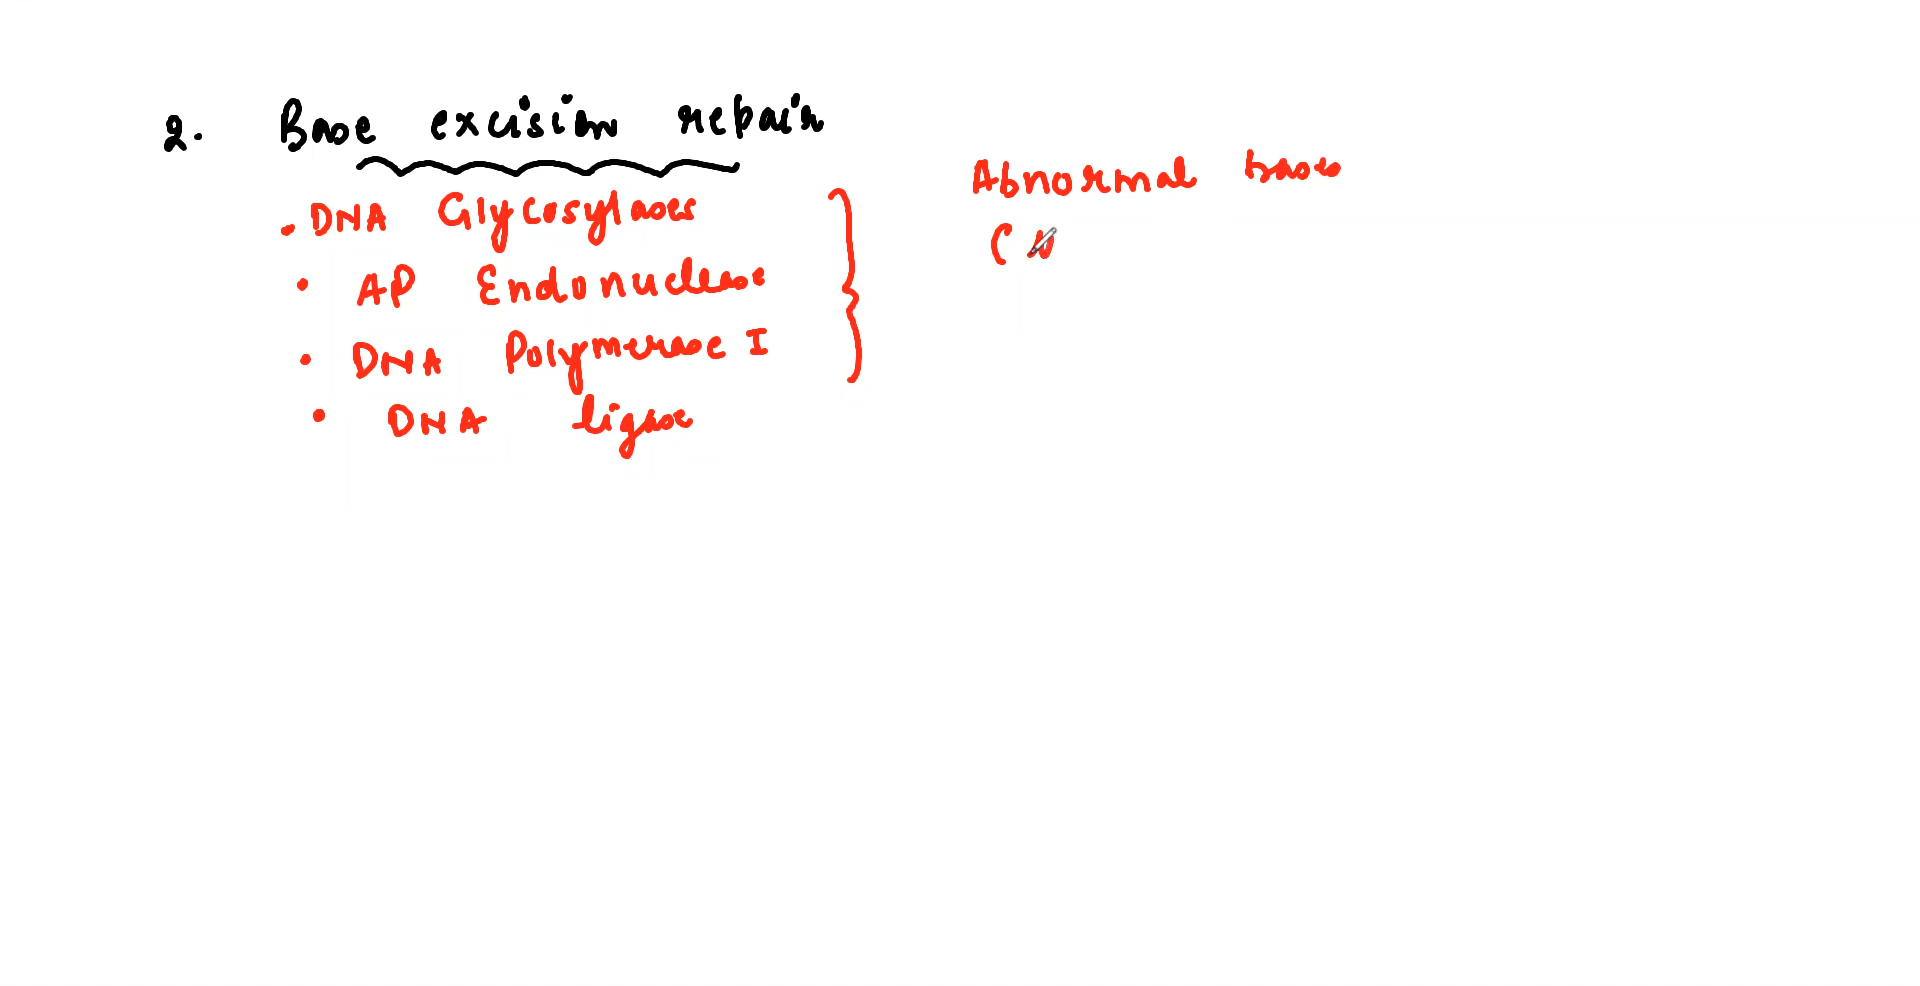 2. Base excision repair
• DNA Glycosylases
• AP Endonuclease
• DNA Polymerase I
• DNA ligase
Abnormal bases
(